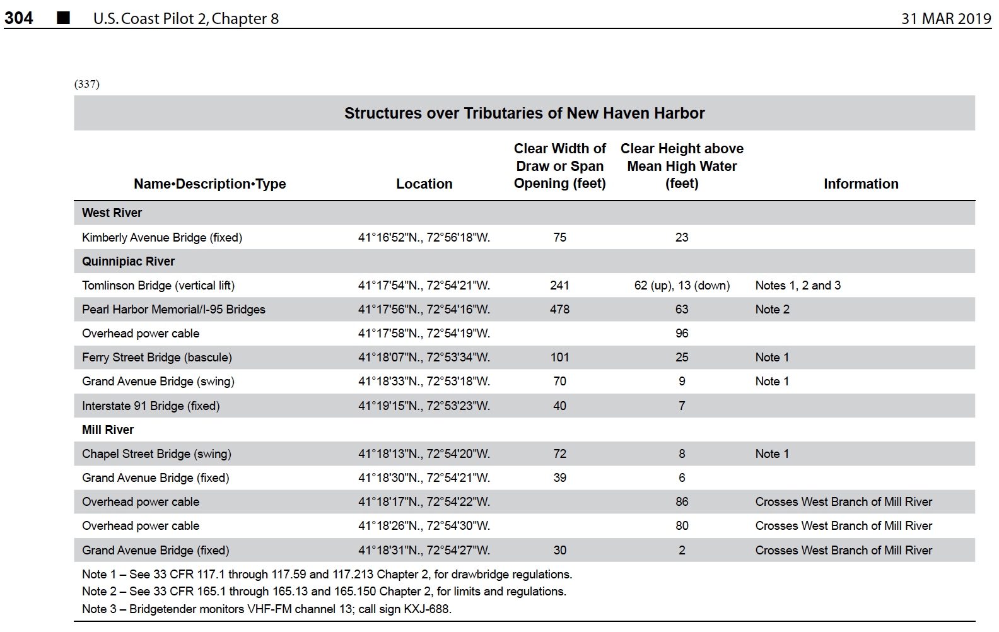 304 ■ U.S. Coast Pilot 2, Chapter 8 31 MAR 2019
(337)
Structures over Tributaries of New Haven Harbor
Name•Description•Type Location Clear Width of Draw or Span Opening (feet) Clear Height above Mean High Water (feet) Information
West River
Kimberly Avenue Bridge (fixed) 41°16'52"N., 72°56'18"W. 75 23
Quinnipiac River
Tomlinson Bridge (vertical lift) 41°17'54"N., 72°54'21"W. 241 62 (up), 13 (down) Notes 1, 2 and 3
Pearl Harbor Memorial/I-95 Bridges 41°17'56"N., 72°54'16"W. 478 63 Note 2
Overhead power cable 41°17'58"N., 72°54'19"W. 96
Ferry Street Bridge (bascule) 41°18'07"N., 72°53'34"W. 101 25 Note 1
Grand Avenue Bridge (swing) 41°18'33"N., 72°53'18"W. 70 9 Note 1
Interstate 91 Bridge (fixed) 41°19'15"N., 72°53'23"W. 40 7
Mill River
Chapel Street Bridge (swing) 41°18'13"N., 72°54'20"W. 72 8 Note 1
Grand Avenue Bridge (fixed) 41°18'30"N., 72°54'21"W. 39 6
Overhead power cable 41°18'17"N., 72°54'22"W. 86 Crosses West Branch of Mill River
Overhead power cable 41°18'26"N., 72°54'30"W. 80 Crosses West Branch of Mill River
Grand Avenue Bridge (fixed) 41°18'31"N., 72°54'27"W. 30 2 Crosses West Branch of Mill River
Note 1 – See 33 CFR 117.1 through 117.59 and 117.213 Chapter 2, for drawbridge regulations.
Note 2 – See 33 CFR 165.1 through 165.13 and 165.150 Chapter 2, for limits and regulations.
Note 3 – Bridgetender monitors VHF-FM channel 13; call sign KXJ-688.